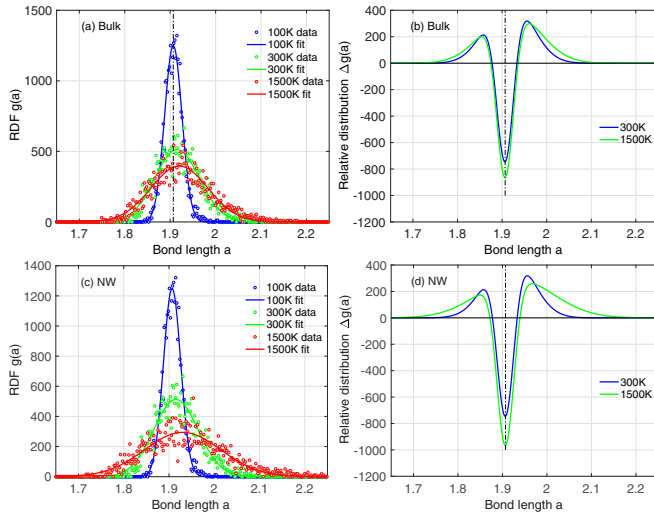 (a) Bulk
100K data
100K fit
300K data
300K fit
1500K data
1500K fit
RDF g(a)
1500
1000
500
0
1.7 1.8 1.9 2 2.1 2.2
Bond length a
(b) Bulk
300K
1500K
Relative distribution Δg(a)
400
200
0
-200
-400
-600
-800
-1000
-1200
1.7 1.8 1.9 2 2.1 2.2
Bond length a
(c) NW
100K data
100K fit
300K data
300K fit
1500K data
1500K fit
RDF g(a)
1400
1200
1000
800
600
400
200
0
1.7 1.8 1.9 2 2.1 2.2
Bond length a
(d) NW
300K
1500K
Relative distribution Δg(a)
400
200
0
-200
-400
-600
-800
-1000
-1200
1.7 1.8 1.9 2 2.1 2.2
Bond length a